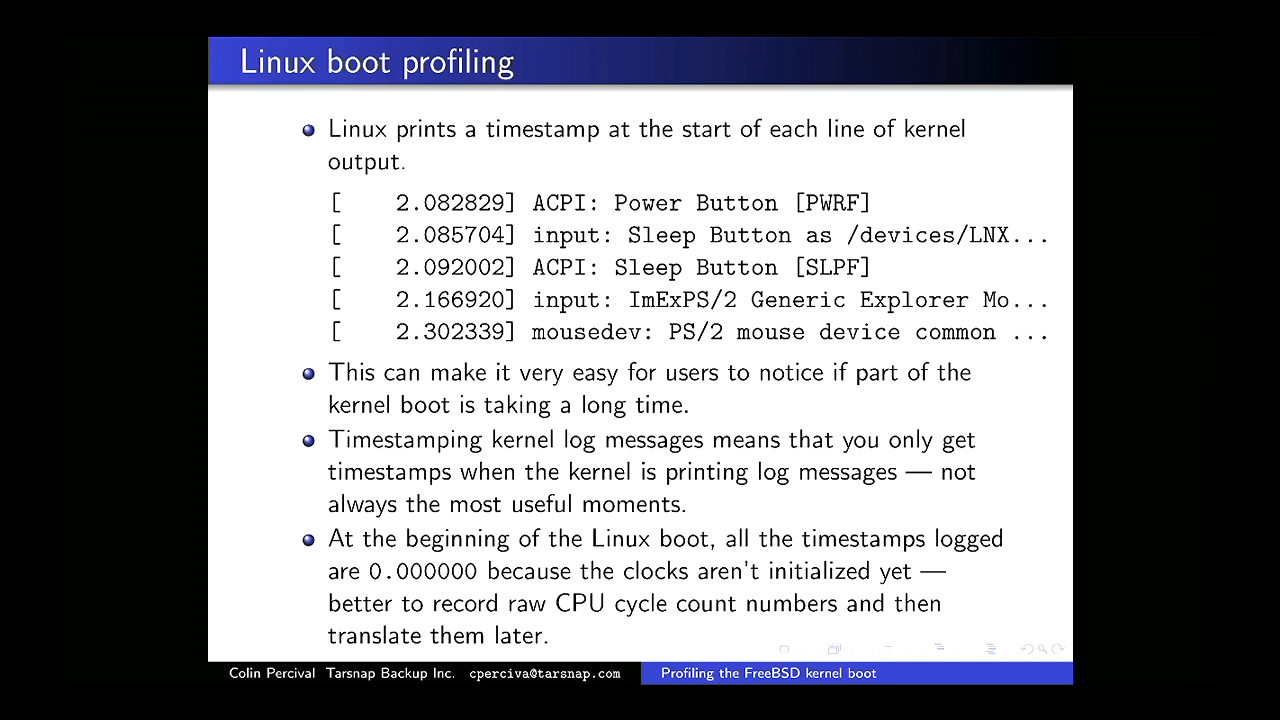 Linux boot profiling
Linux prints a timestamp at the start of each line of kernel
output.
[    2.082829] ACPI: Power Button [PWRF]
[    2.085704] input: Sleep Button as /devices/LNX...
[    2.092002] ACPI: Sleep Button [SLPF]
[    2.166920] input: ImExPS/2 Generic Explorer Mo...
[    2.302339] mousedev: PS/2 mouse device common ...
This can make it very easy for users to notice if part of the
kernel boot is taking a long time.
Timestamping kernel log messages means that you only get
timestamps when the kernel is printing log messages — not
always the most useful moments.
At the beginning of the Linux boot, all the timestamps logged
are 0.000000 because the clocks aren't initialized yet —
better to record raw CPU cycle count numbers and then
translate them later.
Colin Percival Tarsnap Backup Inc. cperciva@tarsnap.com Profiling the FreeBSD kernel boot